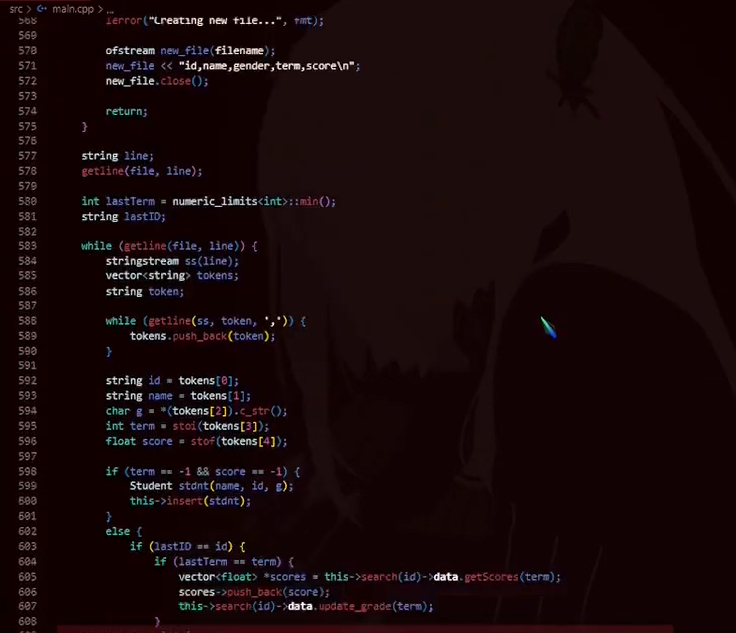 src > main.cpp > ...
568 lerror("Creating new file...", fmt);
569
570 ofstream new_file(filename);
571 new_file << "id,name,gender,term,score\n";
572 new_file.close();
573
574 return;
575 }
576
577 string line;
578 getline(file, line);
579
580 int lastTerm = numeric_limits<int>::min();
581 string lastID;
582
583 while (getline(file, line)) {
584 stringstream ss(line);
585 vector<string> tokens;
586 string token;
587
588 while (getline(ss, token, ',')) {
589 tokens.push_back(token);
590 }
591
592 string id = tokens[0];
593 string name = tokens[1];
594 char g = *(tokens[2]).c_str();
595 int term = stoi(tokens[3]);
596 float score = stof(tokens[4]);
597
598 if (term == -1 && score == -1) {
599 Student stdnt(name, id, g);
600 this->insert(stdnt);
601 }
602 else {
603 if (lastID == id) {
604 if (lastTerm == term) {
605 vector<float> *scores = this->search(id)->data.getScores(term);
606 scores->push_back(score);
607 this->search(id)->data.update_grade(term);
608 }